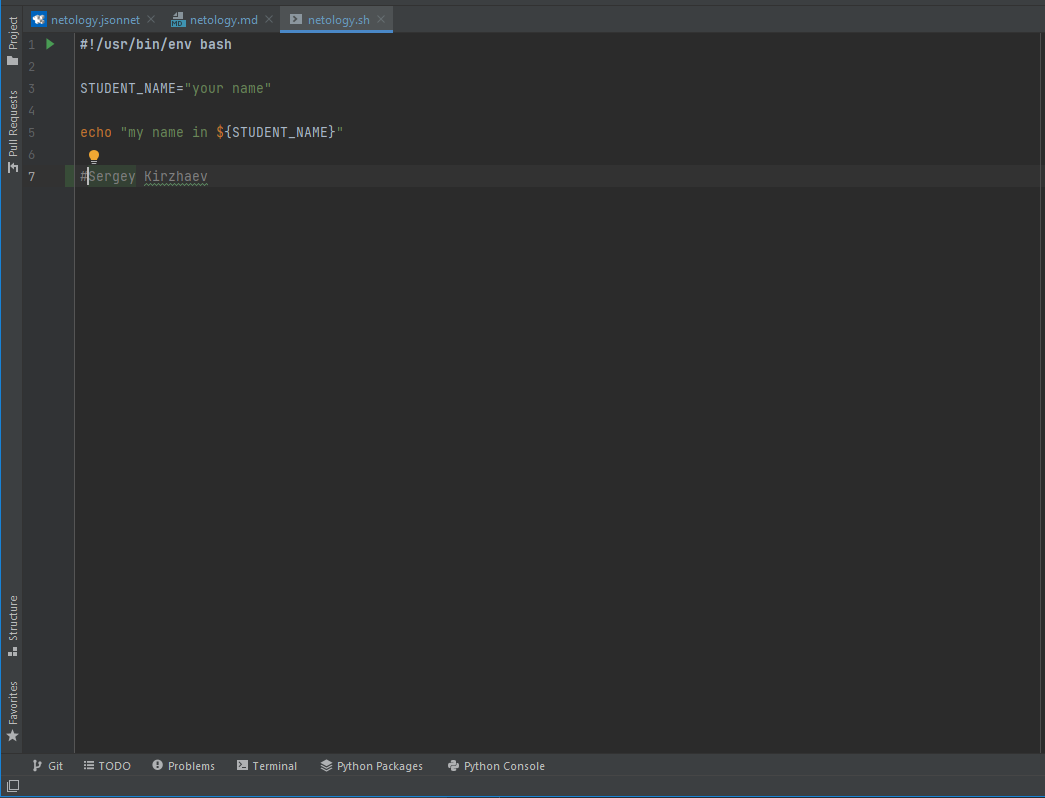 netology.jsonnet netology.md netology.sh
Project
Pull Requests
Structure
Favorites
1 #!/usr/bin/env bash
2
3 STUDENT_NAME="your name"
4
5 echo "my name in ${STUDENT_NAME}"
6
7 #Sergey Kirzhaev
Git TODO Problems Terminal Python Packages Python Console